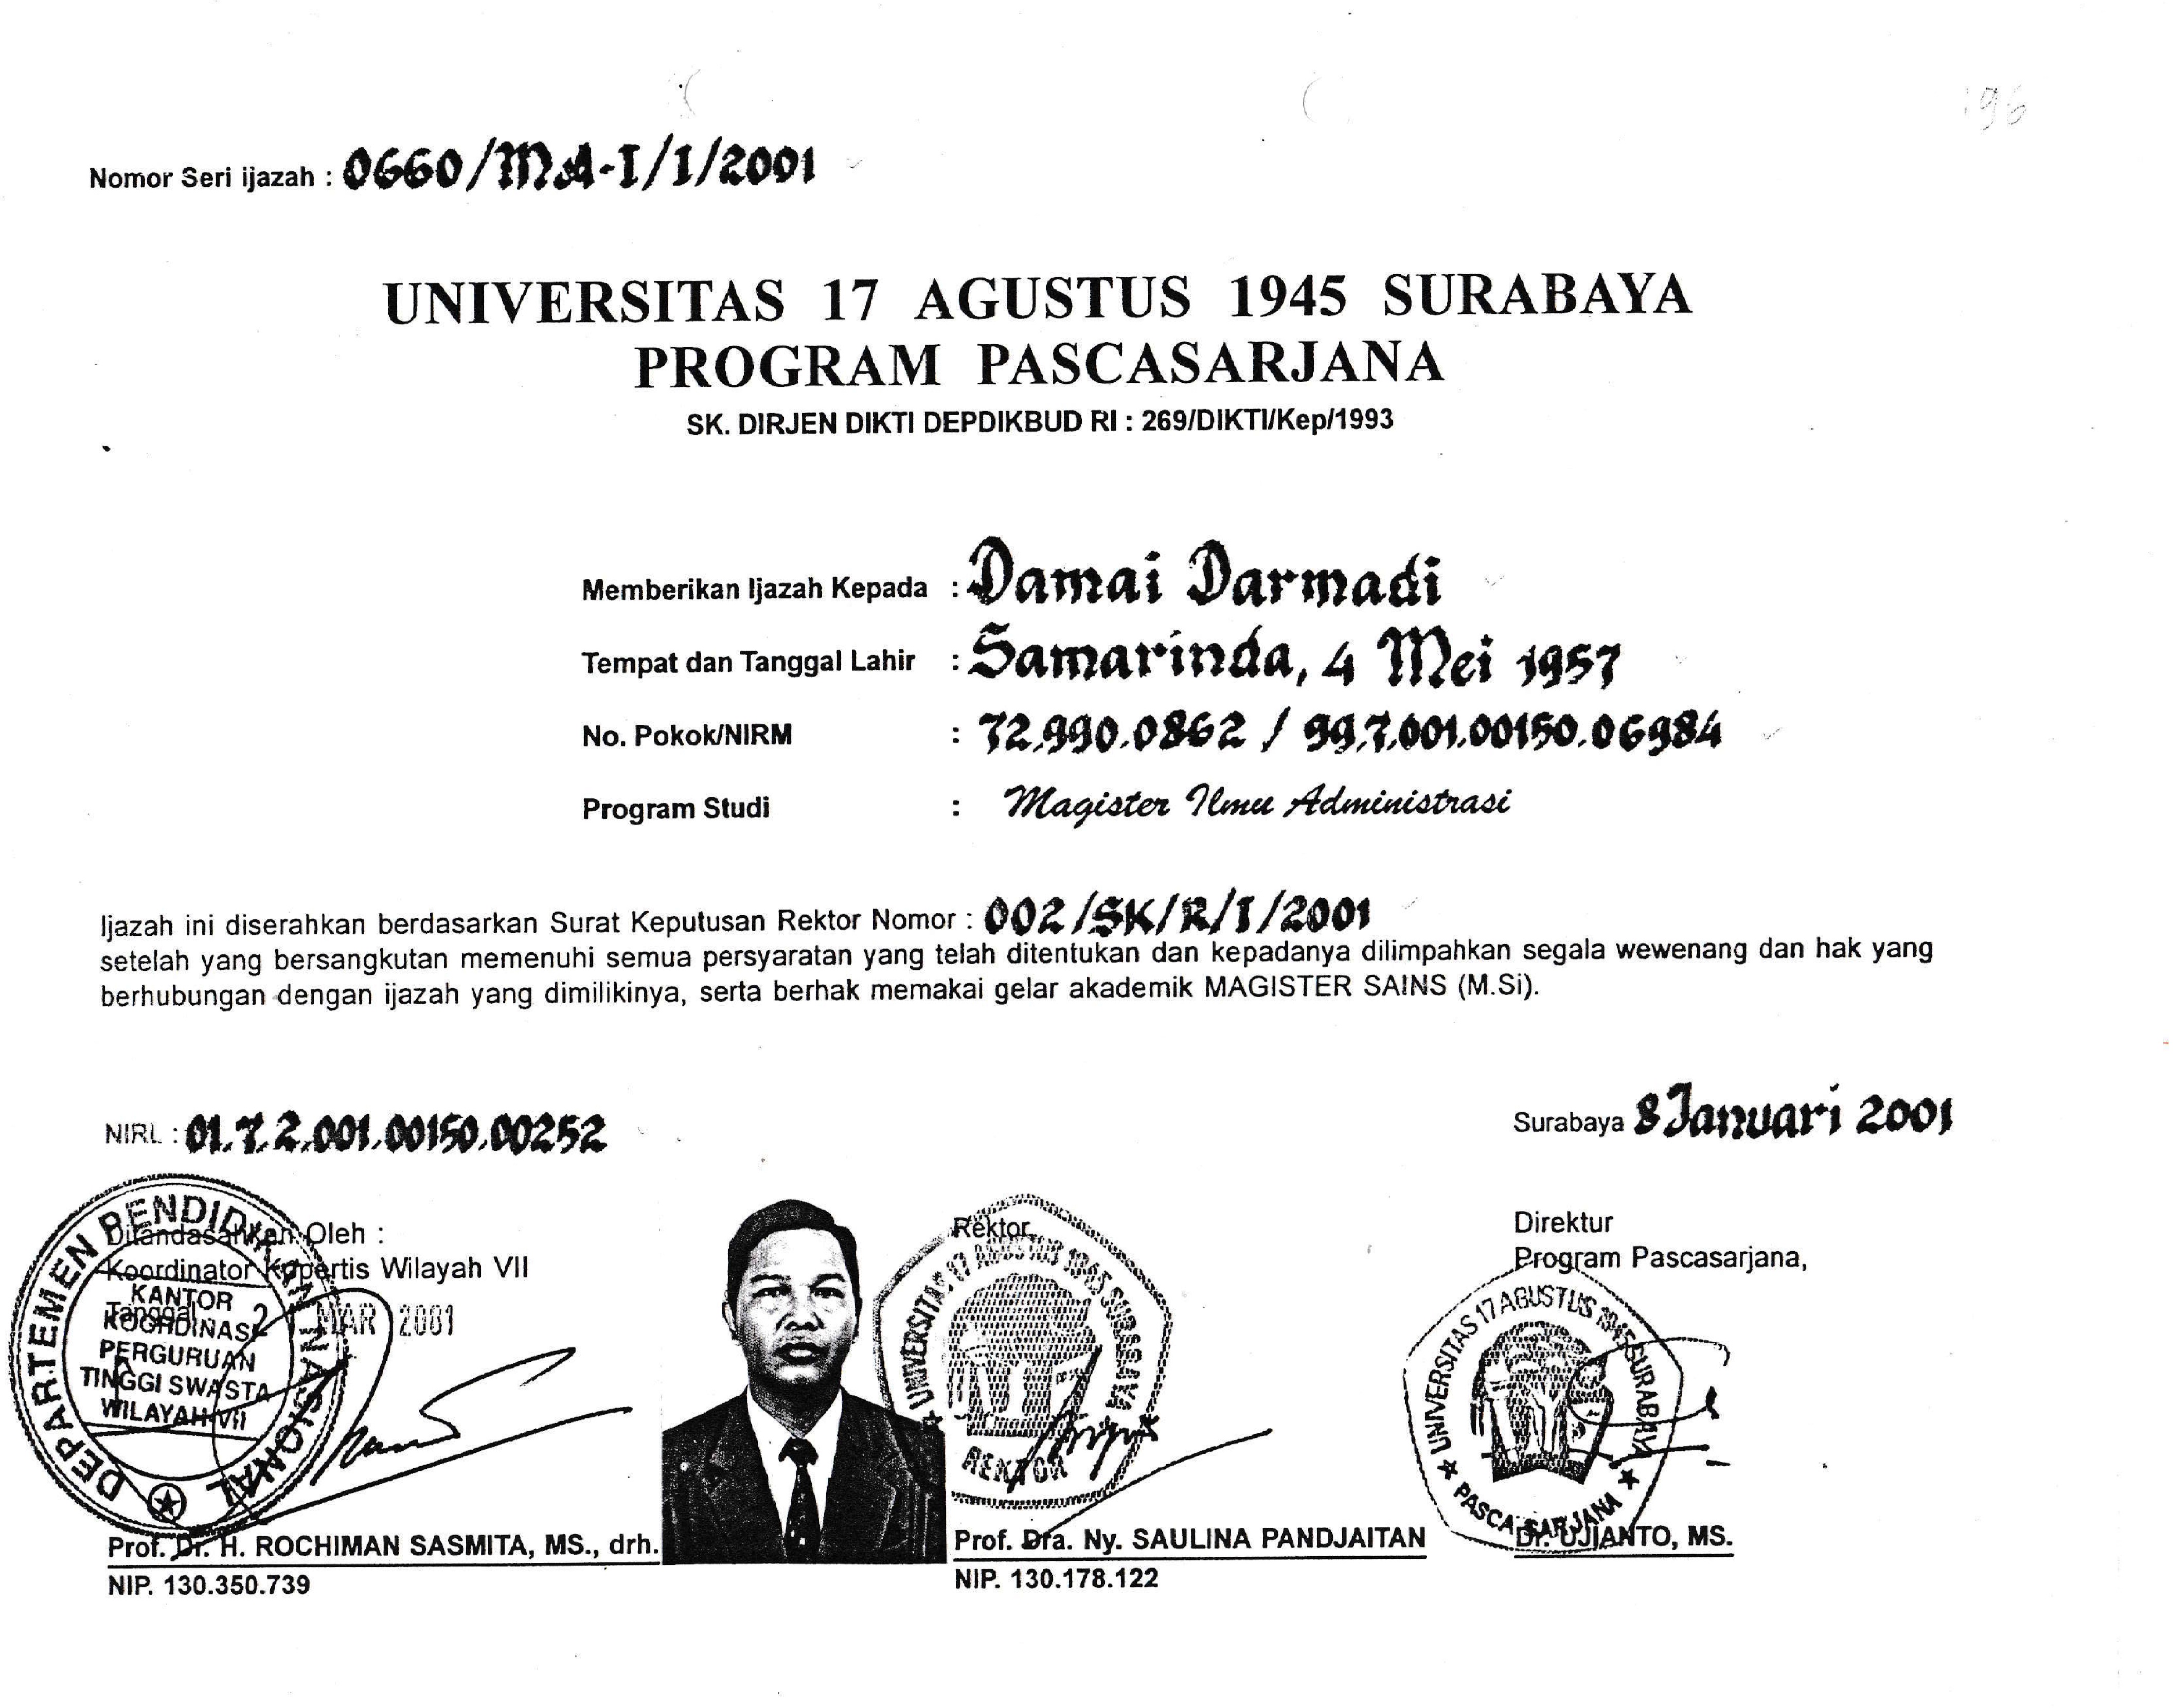 196
Nomor Seri ijazah : 0660/MA-I/1/2001
UNIVERSITAS 17 AGUSTUS 1945 SURABAYA
PROGRAM PASCASARJANA
SK. DIRJEN DIKTI DEPDIKBUD RI : 269/DIKTI/Kep/1993
Memberikan Ijazah Kepada : Damai Darmadi
Tempat dan Tanggal Lahir : Samarinda, 4 Mei 1957
No. Pokok/NIRM : 72.990.0862 / 99.7.001.00150.06984
Program Studi : Magister Ilmu Administrasi
Ijazah ini diserahkan berdasarkan Surat Keputusan Rektor Nomor : 002/SK/R/I/2001
setelah yang bersangkutan memenuhi semua persyaratan yang telah ditentukan dan kepadanya dilimpahkan segala wewenang dan hak yang
berhubungan dengan ijazah yang dimilikinya, serta berhak memakai gelar akademik MAGISTER SAINS (M.Si).
NIRL : 01.7.2.001.00150.00252
Surabaya 8 Januari 2001
Ditandasahkan Oleh :
Koordinator Kopertis Wilayah VII
Tanggal 2 MAR 2001
DEPARTEMEN PENDIDIKAN NASIONAL
KANTOR
KOORDINASI
PERGURUAN
TINGGI SWASTA
WILAYAH VII
Prof. Dr. H. ROCHIMAN SASMITA, MS., drh.
NIP. 130.350.739
Rektor
UNIVERSITAS 17 AGUSTUS 1945 SURABAYA
REKTOR
Prof. Dra. Ny. SAULINA PANDJAITAN
NIP. 130.178.122
Direktur
Program Pascasarjana,
UNIVERSITAS 17 AGUSTUS 1945 SURABAYA
PASCA SARJANA
Dr. UJIANTO, MS.